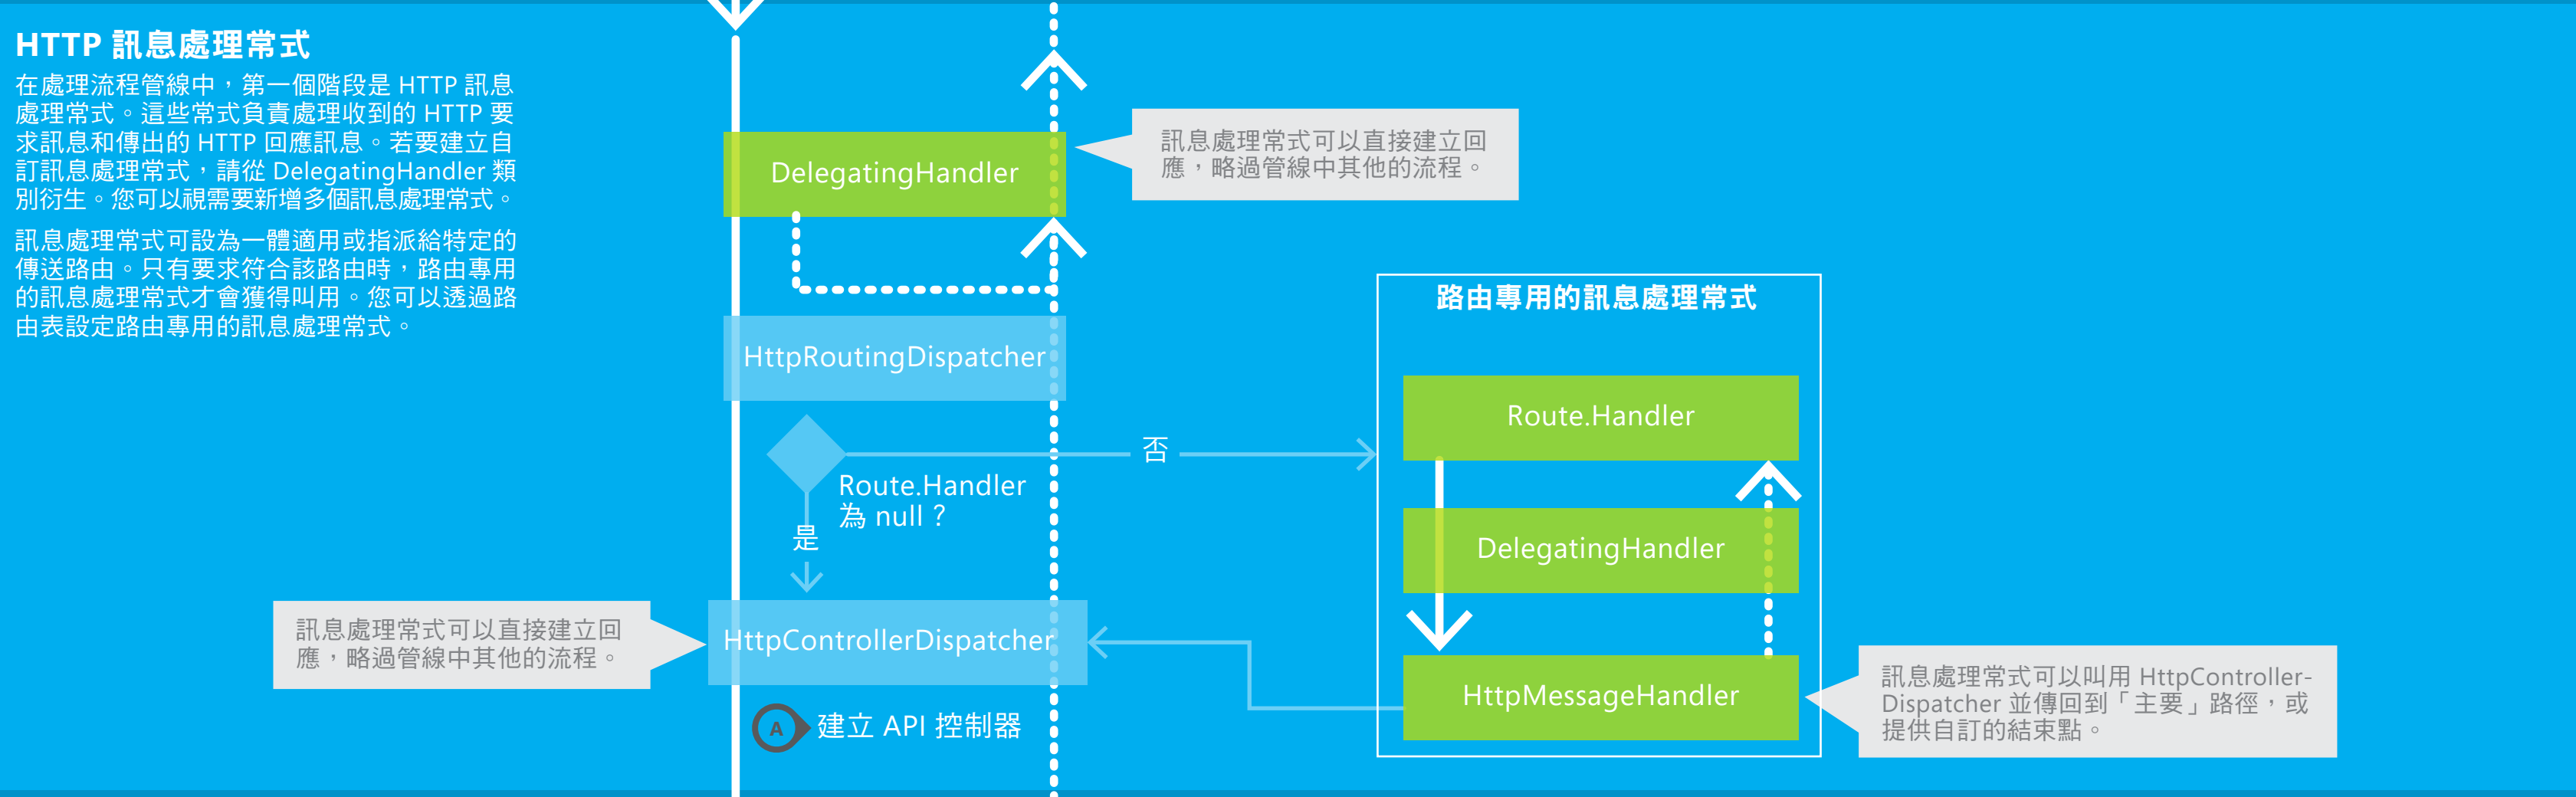 HTTP 訊息處理常式
在處理流程管線中，第一個階段是 HTTP 訊息
處理常式。這些常式負責處理收到的 HTTP 要
求訊息和傳出的 HTTP 回應訊息。若要建立自
訂訊息處理常式，請從 DelegatingHandler 類
別衍生。您可以視需要新增多個訊息處理常式。
訊息處理常式可設為一體適用或指派給特定的
傳送路由。只有要求符合該路由時，路由專用
的訊息處理常式才會獲得叫用。您可以透過路
由表設定路由專用的訊息處理常式。
DelegatingHandler
訊息處理常式可以直接建立回
應，略過管線中其他的流程。
HttpRoutingDispatcher
Route.Handler
為 null？
否
是
路由專用的訊息處理常式
Route.Handler
DelegatingHandler
HttpMessageHandler
訊息處理常式可以叫用 HttpController-
Dispatcher 並傳回到「主要」路徑，或
提供自訂的結束點。
訊息處理常式可以直接建立回
應，略過管線中其他的流程。
HttpControllerDispatcher
A 建立 API 控制器